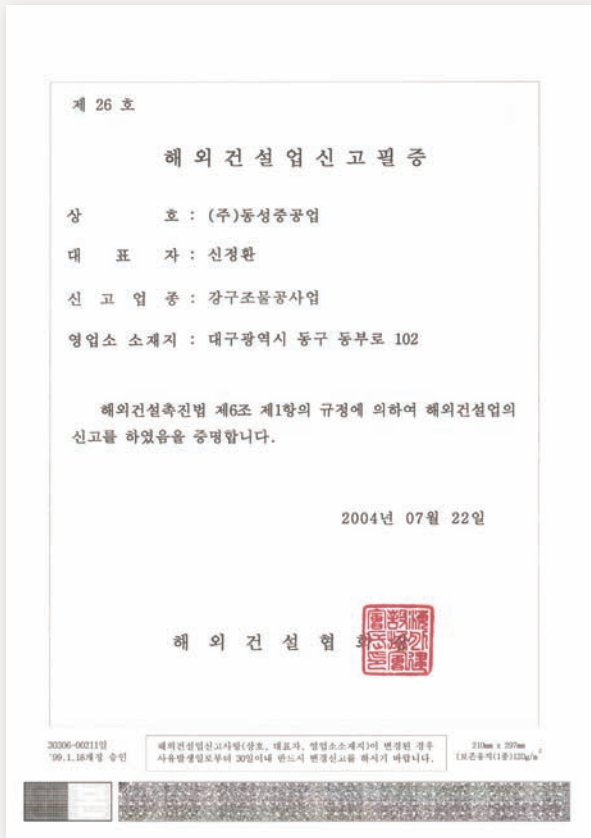 제 26 호
해외건설업신고필증
상 호 : (주)동성중공업
대 표 자 : 신정환
신 고 업 종 : 강구조물공사업
영업소 소재지 : 대구광역시 동구 동부로 102
해외건설촉진법 제6조 제1항의 규정에 의하여 해외건설업의
신고를 하였음을 증명합니다.
2004년 07월 22일
해 외 건 설 협 회 장
30306-00211일
'99.1.18개정 승인
해외건설업신고사항(상호, 대표자, 영업소소재지)이 변경된 경우
사유발생일로부터 30일이내 반드시 변경신고를 하시기 바랍니다.
210㎜ x 297㎜
(보존용지(1종)120g/㎡